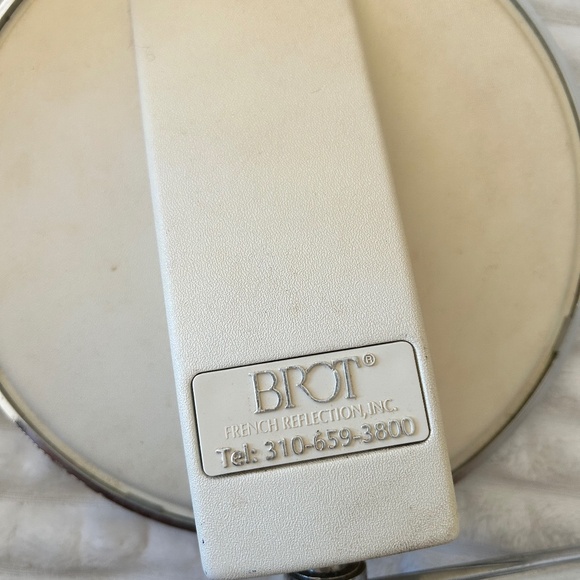 BROT®
FRENCH REFLECTION, INC.
Tel: 310-659-3800